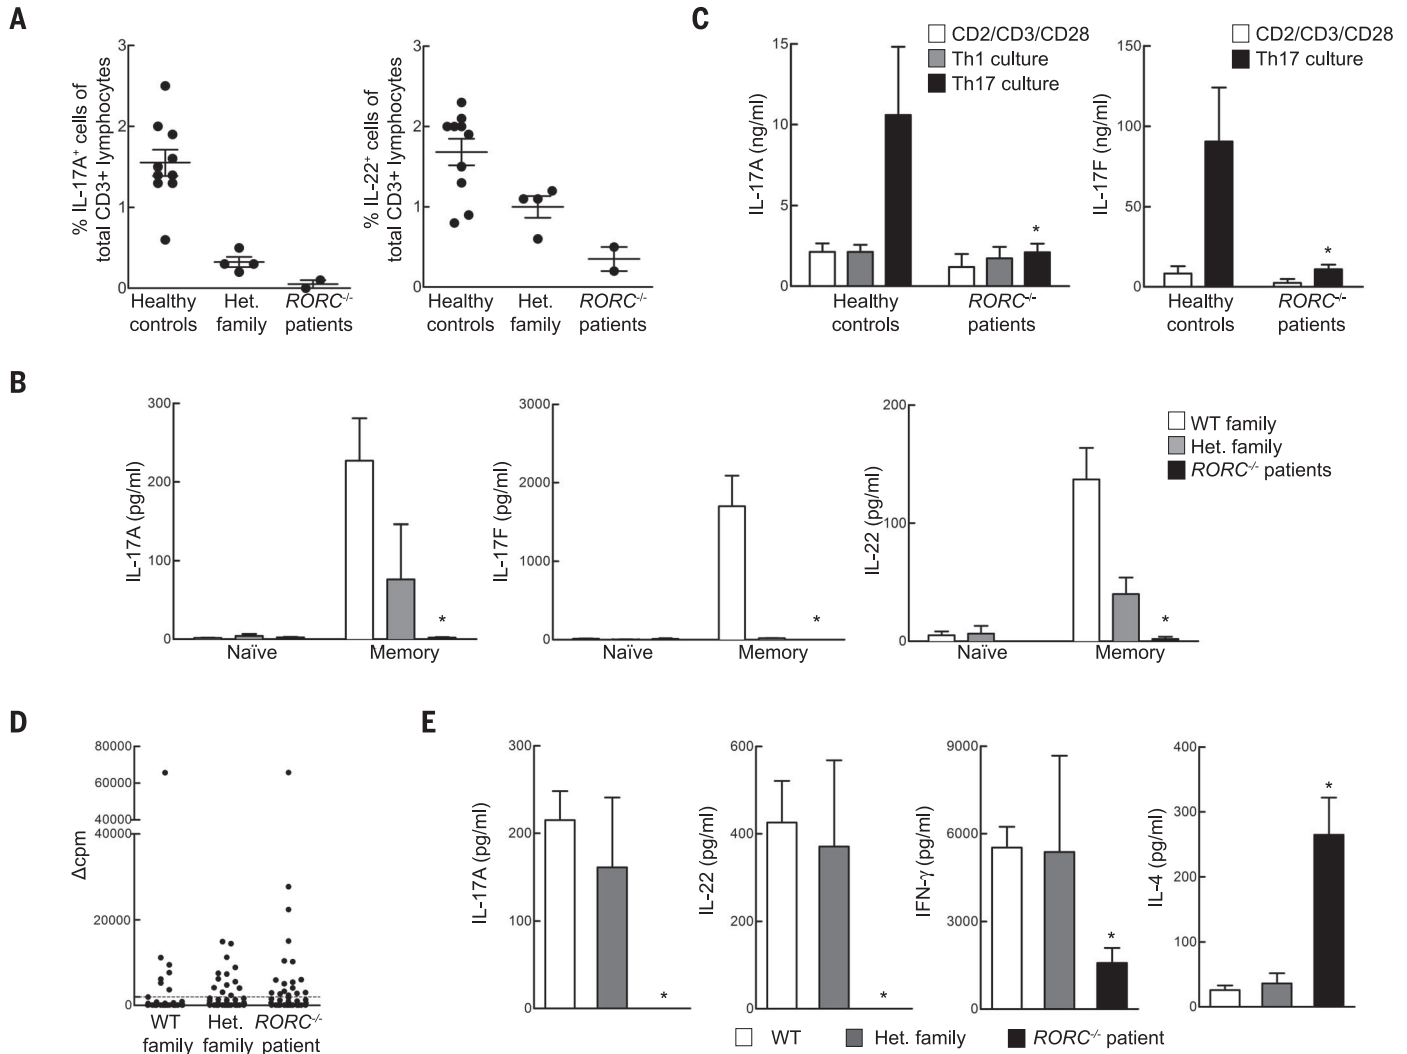 A
% IL-17A+ cells of
total CD3+ lymphocytes
3
2
1
0
Healthy
controls
Het.
family
RORC-/-
patients
% IL-22+ cells of
total CD3+ lymphocytes
3
2
1
0
Healthy
controls
Het.
family
RORC-/-
patients
C
CD2/CD3/CD28
Th1 culture
Th17 culture
IL-17A (ng/ml)
15
10
5
0
*
Healthy
controls
RORC-/-
patients
CD2/CD3/CD28
Th17 culture
IL-17F (ng/ml)
150
100
50
0
*
Healthy
controls
RORC-/-
patients
B
IL-17A (pg/ml)
300
200
100
0
*
Naïve
Memory
IL-17F (pg/ml)
3000
2000
1000
0
*
Naïve
Memory
IL-22 (pg/ml)
200
100
0
*
Naïve
Memory
WT family
Het. family
RORC-/- patients
D
Δcpm
80000
60000
40000
40000
20000
0
WT
family
Het.
family
RORC-/-
patient
E
IL-17A (pg/ml)
300
200
100
0
*
IL-22 (pg/ml)
600
400
200
0
*
IFN-γ (pg/ml)
9000
6000
3000
0
*
IL-4 (pg/ml)
400
300
200
100
0
*
WT
Het. family
RORC-/- patient